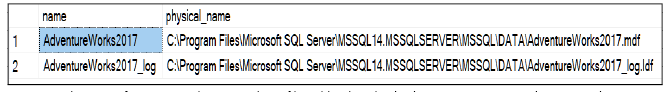 name physical_name
1 AdventureWorks2017 C:\Program Files\Microsoft SQL Server\MSSQL14.MSSQLSERVER\MSSQL\DATA\AdventureWorks2017.mdf
2 AdventureWorks2017_log C:\Program Files\Microsoft SQL Server\MSSQL14.MSSQLSERVER\MSSQL\DATA\AdventureWorks2017_log.ldf